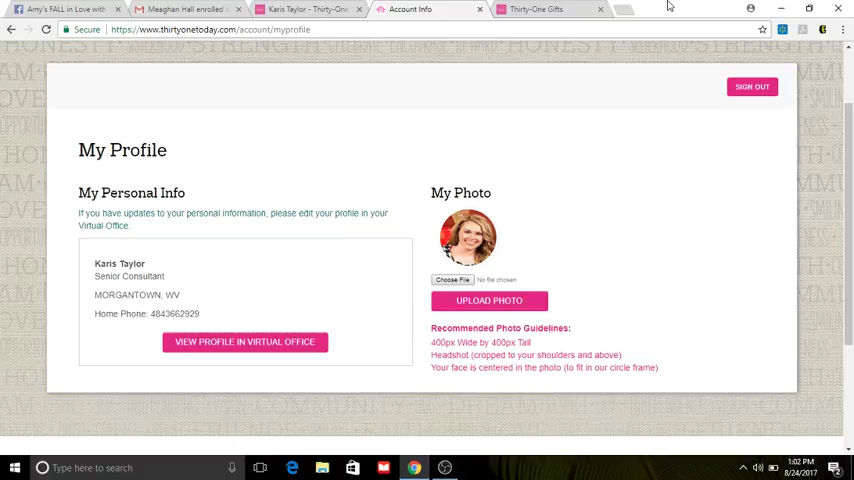 Amy's FALL in Love with
Meaghan Hall enrolled s
Karis Taylor - Thirty-One
Account Info
Thirty-One Gifts
Secure
https://www.thirtyonetoday.com/account/myprofile
SIGN OUT
My Profile
My Personal Info
If you have updates to your personal information, please edit your profile in your
Virtual Office.
Karis Taylor
Senior Consultant
MORGANTOWN, WV
Home Phone: 4843662929
VIEW PROFILE IN VIRTUAL OFFICE
My Photo
Choose File No file chosen
UPLOAD PHOTO
Recommended Photo Guidelines:
400px Wide by 400px Tall
Headshot (cropped to your shoulders and above)
Your face is centered in the photo (to fit in our circle frame)
Type here to search
1:02 PM
8/24/2017